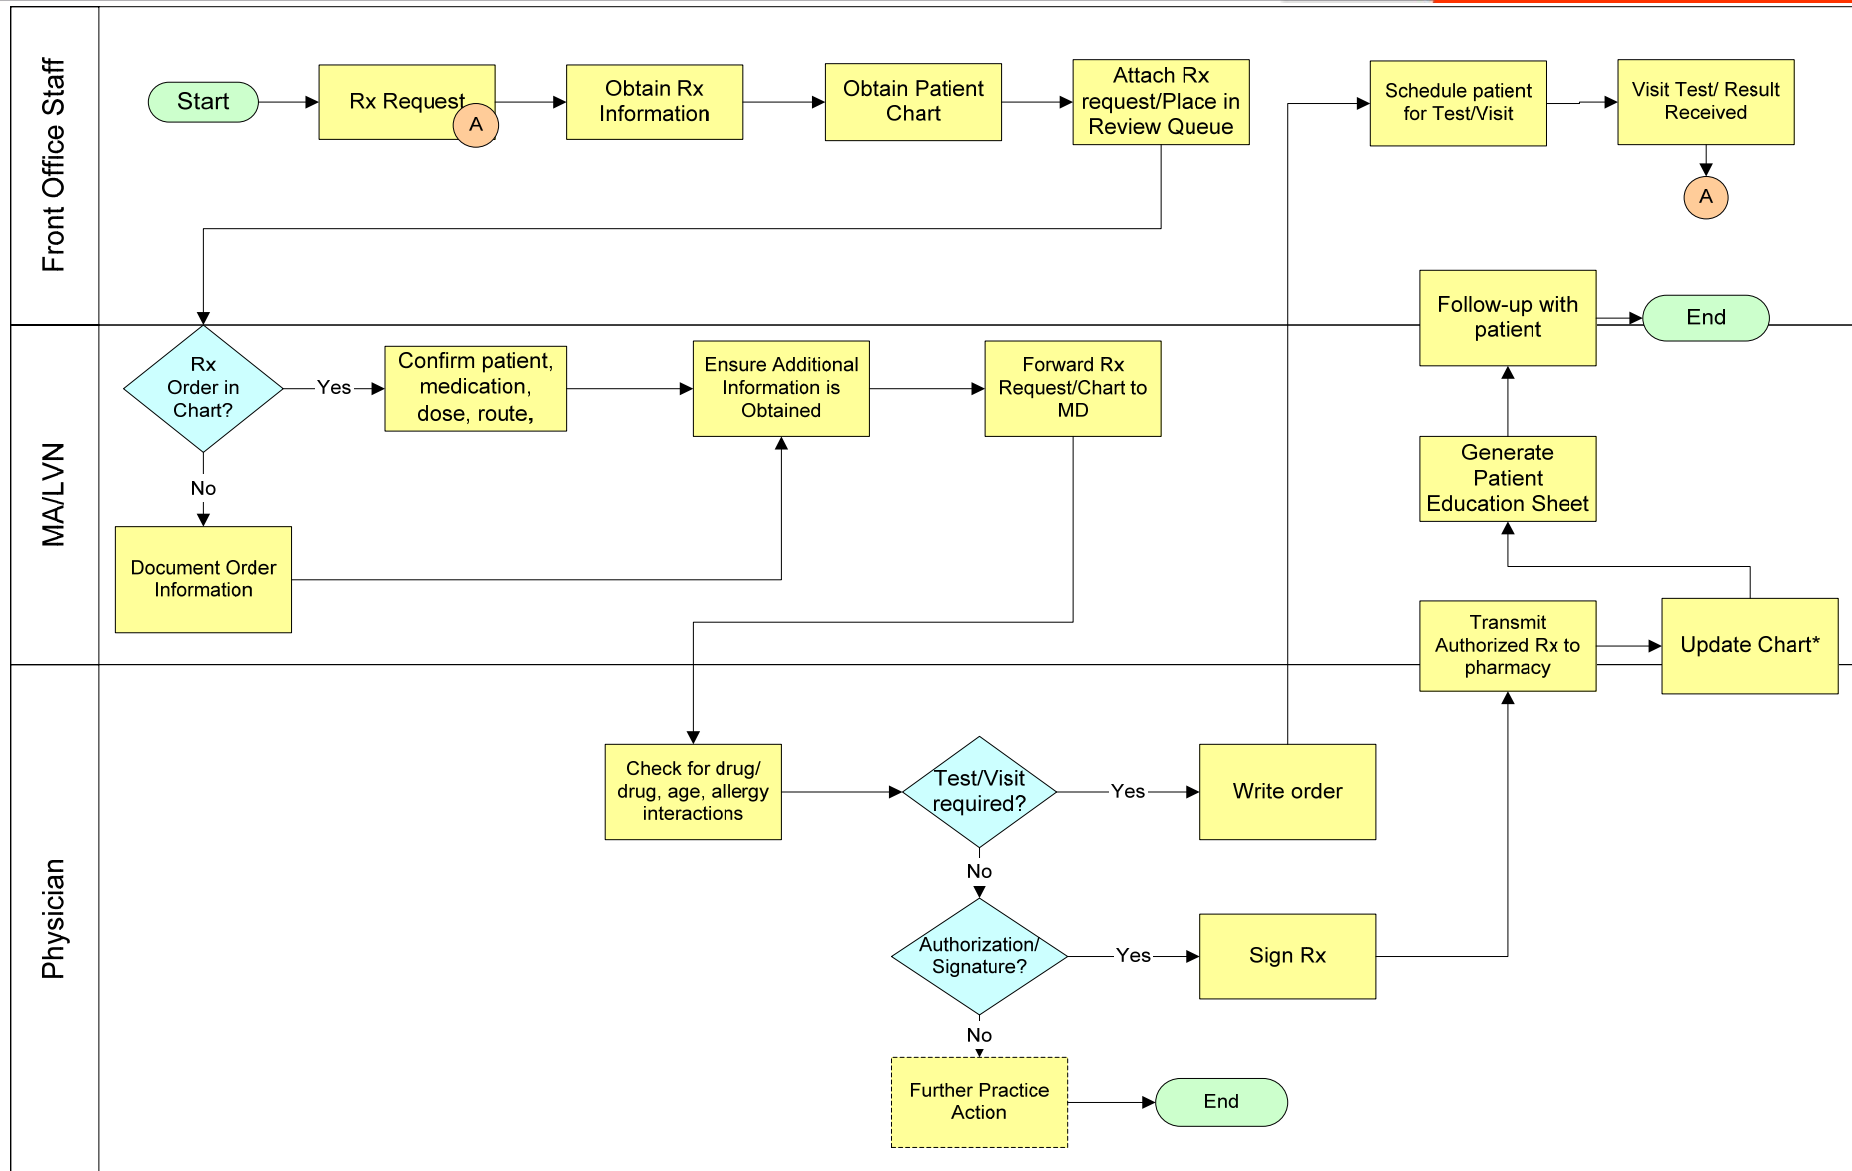 Front Office Staff
Start
Rx Request
A
Obtain Rx
Information
Obtain Patient
Chart
Attach Rx
request/Place in
Review Queue
Schedule patient
for Test/Visit
Visit Test/ Result
Received
A
Follow-up with
patient
End
MA/LVN
Rx
Order in
Chart?
Yes
Confirm patient,
medication,
dose, route,
Ensure Additional
Information is
Obtained
Forward Rx
Request/Chart to
MD
No
Document Order
Information
Generate
Patient
Education Sheet
Transmit
Authorized Rx to
pharmacy
Update Chart*
Physician
Check for drug/
drug, age, allergy
interactions
Test/Visit
required?
Yes
Write order
No
Authorization/
Signature?
Yes
Sign Rx
No
Further Practice
Action
End